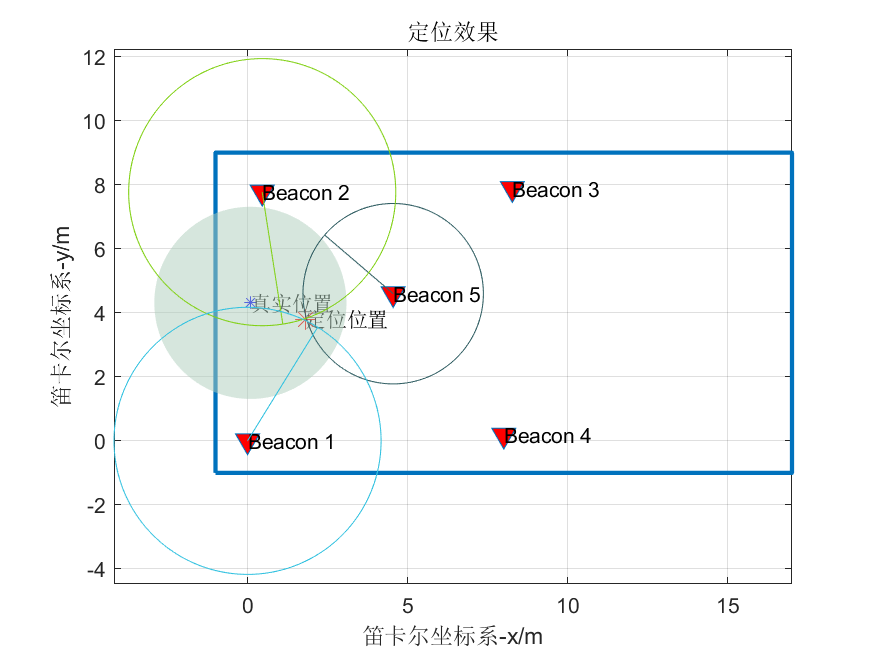 定位效果
12
10
8
6
4
2
0
-2
-4
笛卡尔坐标系-y/m
Beacon 2
Beacon 3
Beacon 5
真实位置
定位位置
Beacon 1
Beacon 4
0
5
10
15
笛卡尔坐标系-x/m